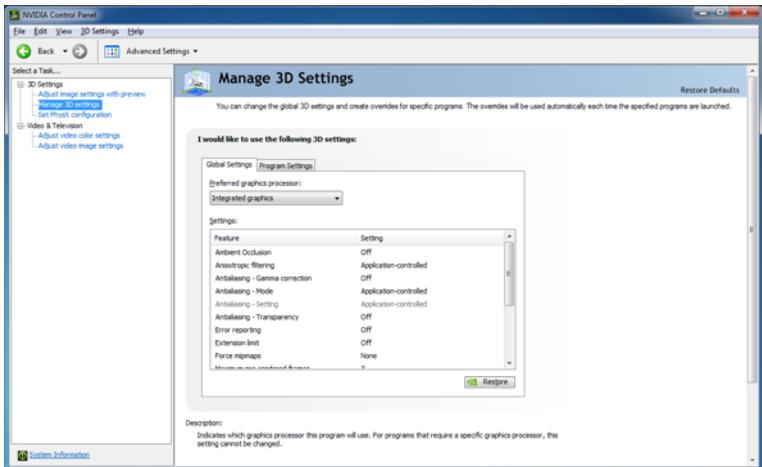 NVIDIA Control Panel
File Edit View 3D Settings Help
Back
Advanced Settings
Select a Task...
3D Settings
Adjust image settings with preview
Manage 3D settings
Set PhysX configuration
Video & Television
Adjust video color settings
Adjust video image settings
System Information
Manage 3D Settings
Restore Defaults
You can change the global 3D settings and create overrides for specific programs. The overrides will be used automatically each time the specified programs are launched.
I would like to use the following 3D settings:
Global Settings Program Settings
Preferred graphics processor:
Integrated graphics
Settings:
Feature Setting
Ambient Occlusion Off
Anisotropic filtering Application-controlled
Antialiasing - Gamma correction Off
Antialiasing - Mode Application-controlled
Antialiasing - Setting Application-controlled
Antialiasing - Transparency Off
Error reporting Off
Extension limit Off
Force mipmaps None
Maximum pre-rendered frames
Restore
Description:
Indicates which graphics processor this program will use. For programs that require a specific graphics processor, this
setting cannot be changed.